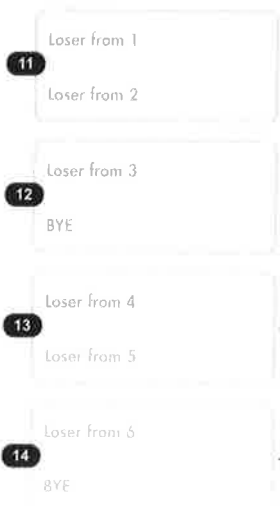 Loser from 1
11
Loser from 2
Loser from 3
12
BYE
Loser from 4
13
Loser from 5
Loser from 6
14
BYE